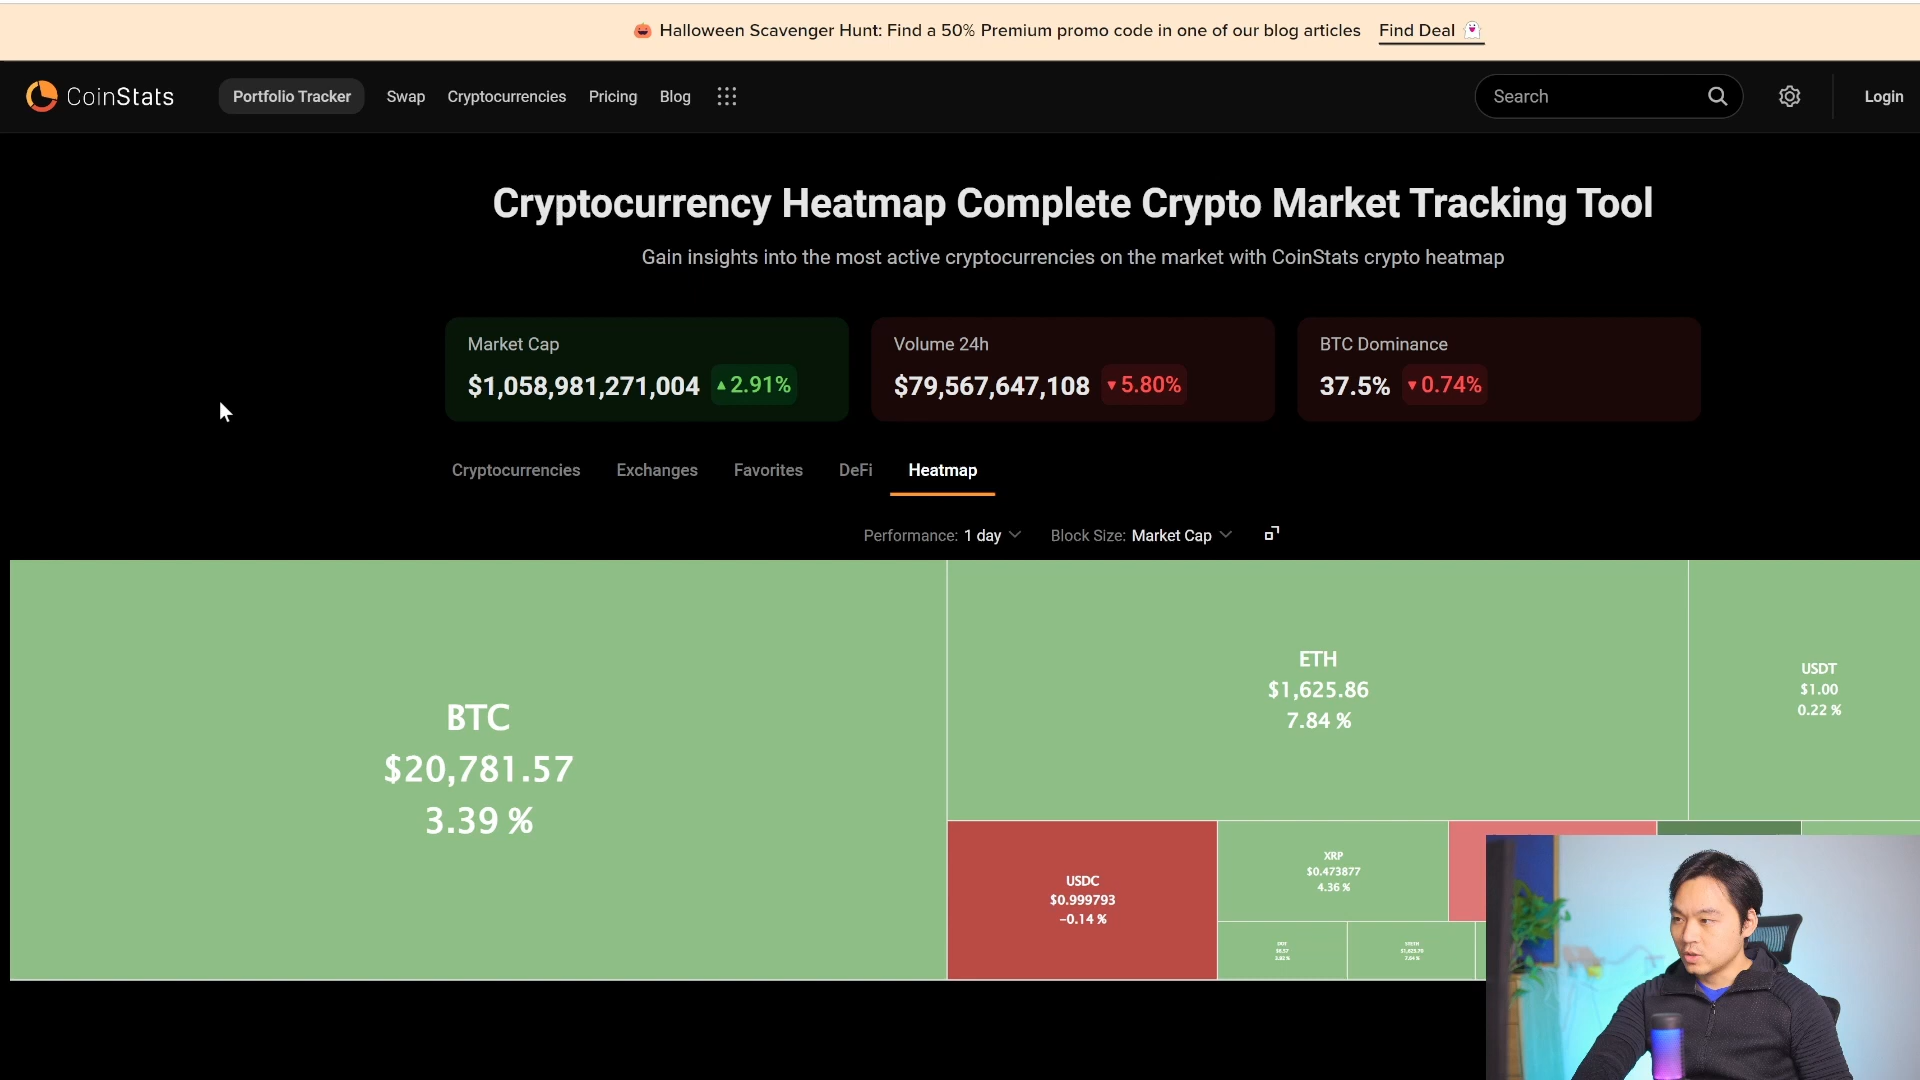 Halloween Scavenger Hunt: Find a 50% Premium promo code in one of our blog articles Find Deal
CoinStats Portfolio Tracker Swap Cryptocurrencies Pricing Blog Search Login
Cryptocurrency Heatmap Complete Crypto Market Tracking Tool
Gain insights into the most active cryptocurrencies on the market with CoinStats crypto heatmap
Market Cap
$1,058,981,271,004 ▲2.91%
Volume 24h
$79,567,647,108 ▼5.80%
BTC Dominance
37.5% ▼0.74%
Cryptocurrencies Exchanges Favorites DeFi Heatmap
Performance: 1 day Block Size: Market Cap
BTC
$20,781.57
3.39 %
ETH
$1,625.86
7.84 %
USDT
$1.00
0.22 %
USDC
$0.999793
−0.14 %
XRP
$0.473877
4.36 %
DOT
STETH